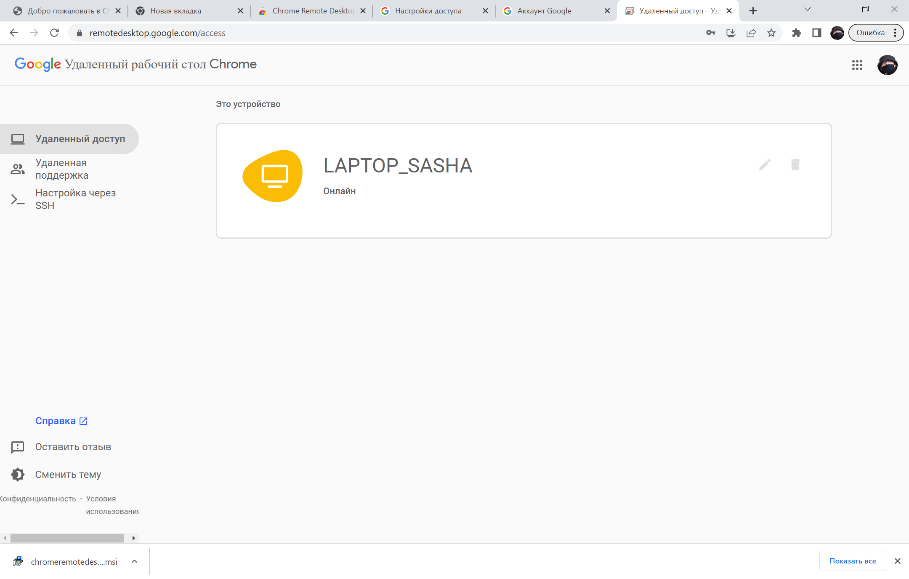 Добро пожаловать в C
Новая вкладка
Chrome Remote Desktop
Настройки доступа
Аккаунт Google
Удаленный доступ - Уд
remotedesktop.google.com/access
Ошибка
Google Удаленный рабочий стол Chrome
Это устройство
Удаленный доступ
LAPTOP_SASHA
Онлайн
Удаленная
поддержка
Настройка через
SSH
Справка
Оставить отзыв
Сменить тему
Конфиденциальность • Условия
использования
chromeremotedes....msi
Показать все